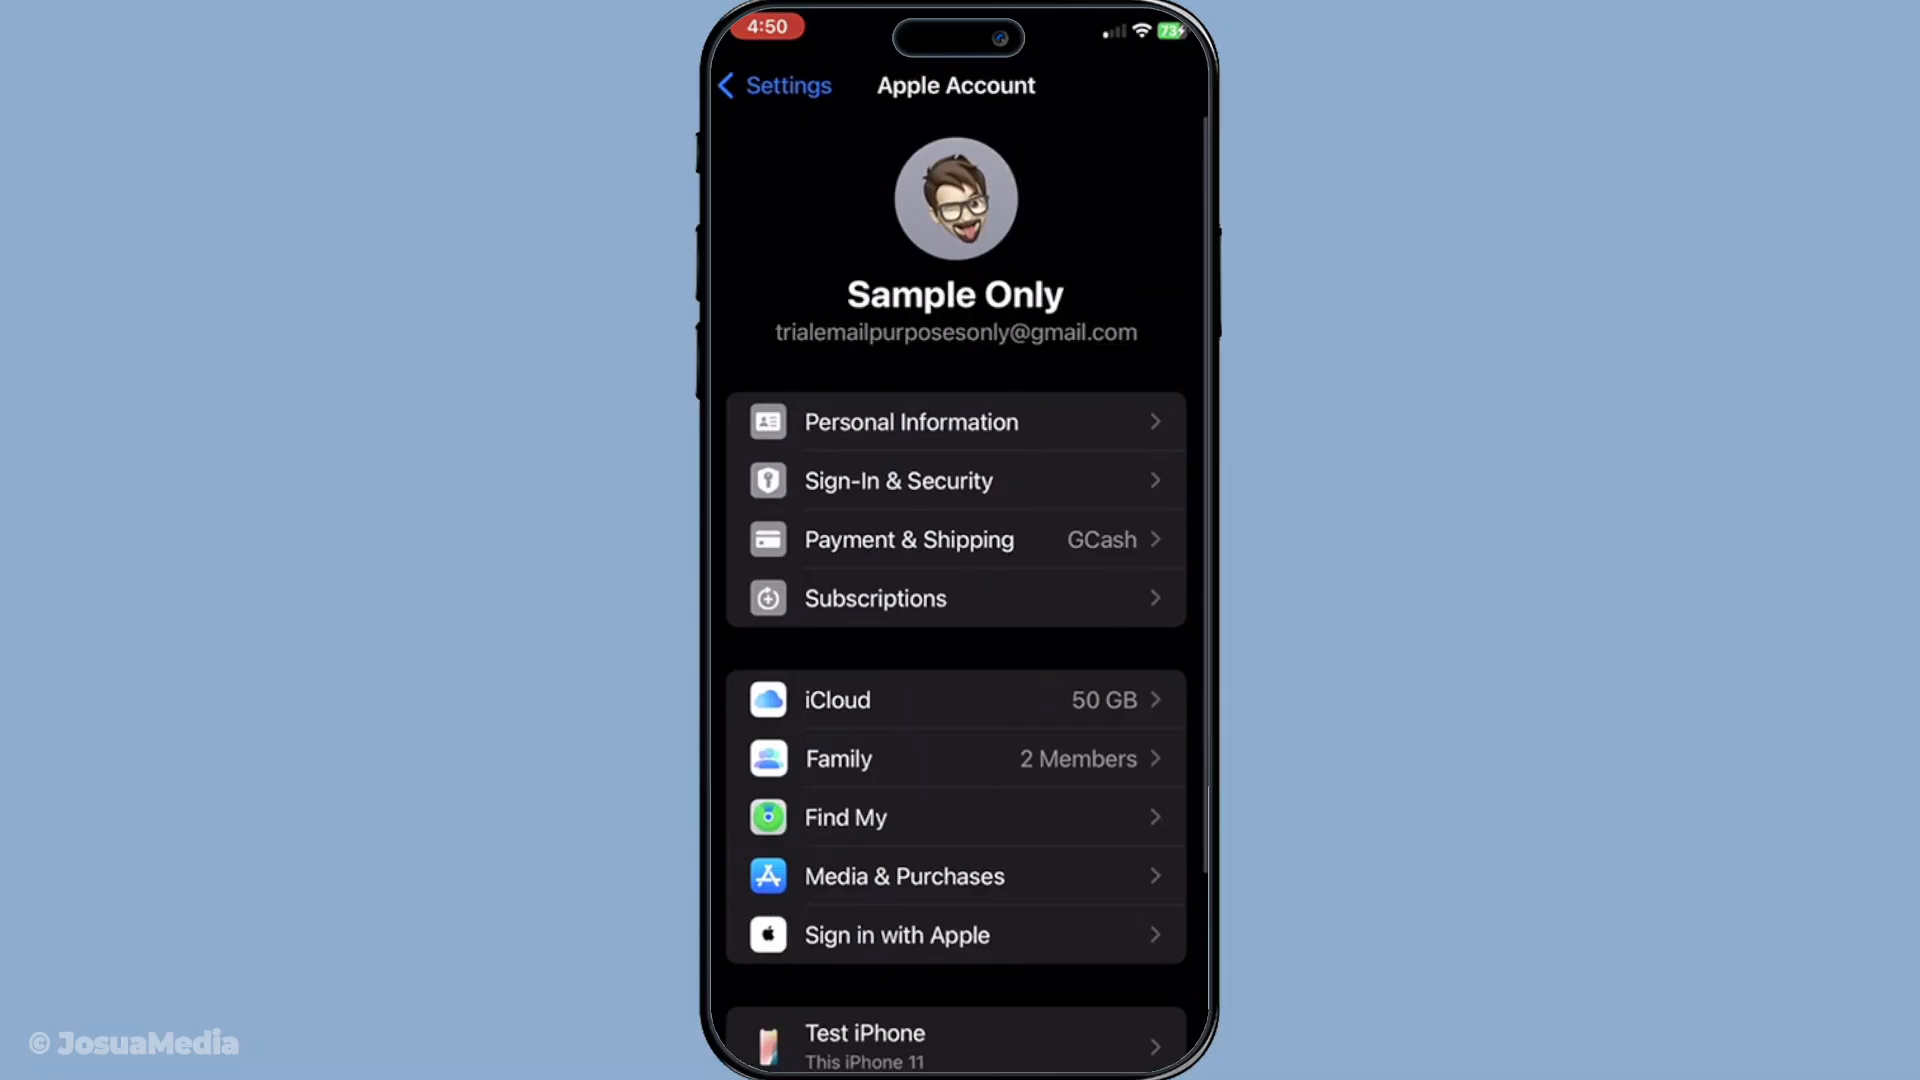 4:50
73
Settings
Apple Account
Sample Only
trialemailpurposesonly@gmail.com
Personal Information
Sign-In & Security
Payment & Shipping GCash
Subscriptions
iCloud 50 GB
Family 2 Members
Find My
Media & Purchases
Sign in with Apple
Test iPhone
This iPhone 11
© JosuaMedia